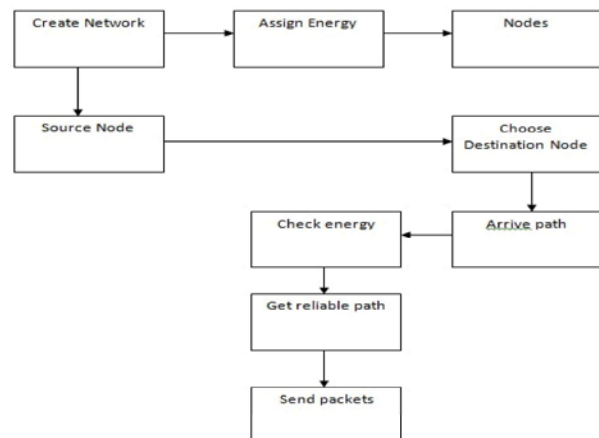 Create Network
Assign Energy
Nodes
Source Node
Choose
Destination Node
Arrive path
Check energy
Get reliable path
Send packets